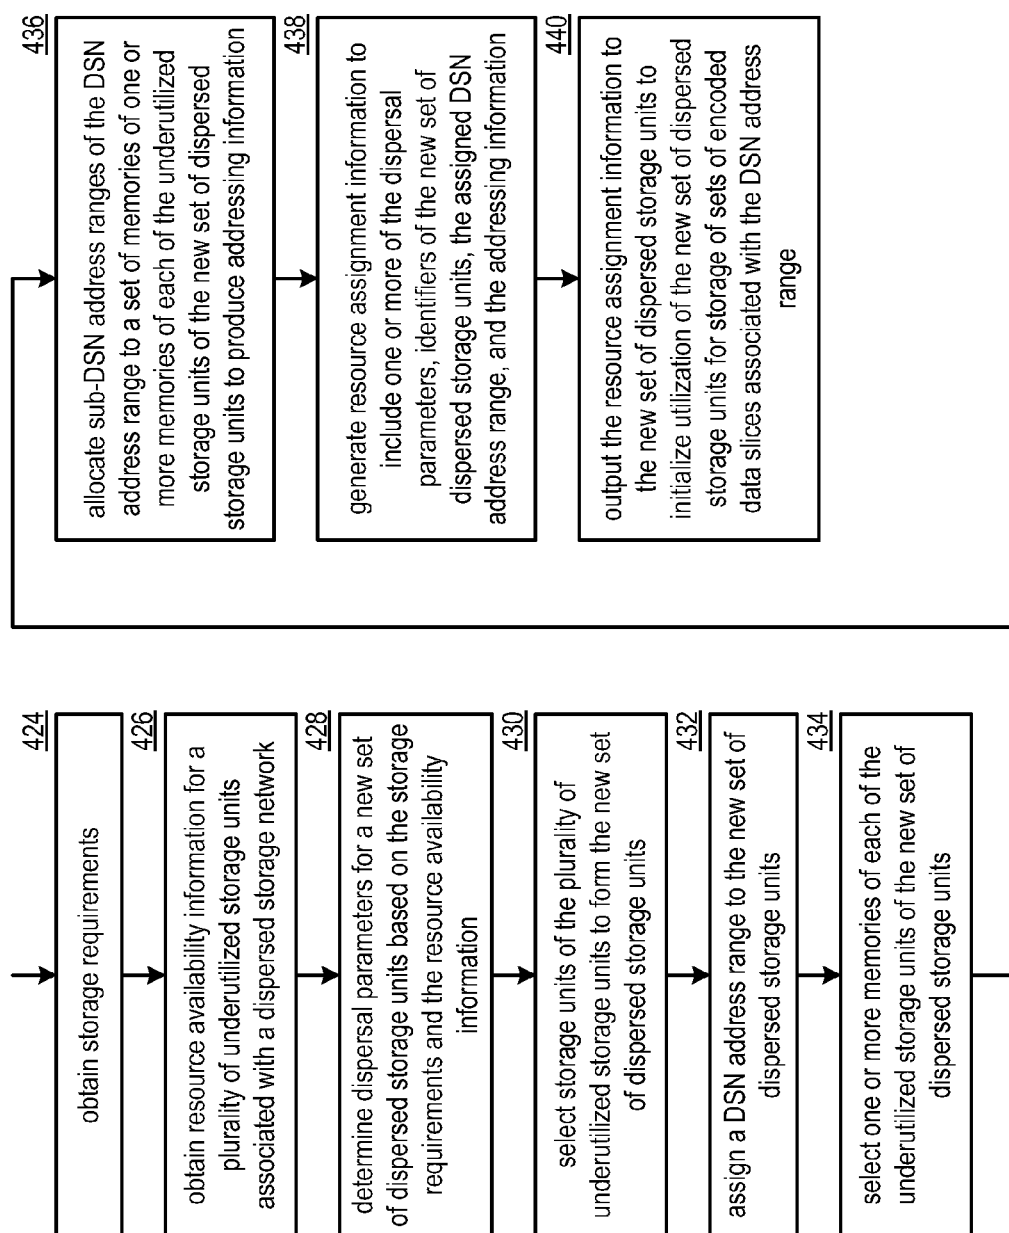 424
obtain storage requirements
426
obtain resource availability information for a
plurality of underutilized storage units
associated with a dispersed storage network
428
determine dispersal parameters for a new set
of dispersed storage units based on the storage
requirements and the resource availability
information
430
select storage units of the plurality of
underutilized storage units to form the new set
of dispersed storage units
432
assign a DSN address range to the new set of
dispersed storage units
434
select one or more memories of each of the
underutilized storage units of the new set of
dispersed storage units
436
allocate sub-DSN address ranges of the DSN
address range to a set of memories of one or
more memories of each of the underutilized
storage units of the new set of dispersed
storage units to produce addressing information
438
generate resource assignment information to
include one or more of the dispersal
parameters, identifiers of the new set of
dispersed storage units, the assigned DSN
address range, and the addressing information
440
output the resource assignment information to
the new set of dispersed storage units to
initialize utilization of the new set of dispersed
storage units for storage of sets of encoded
data slices associated with the DSN address
range